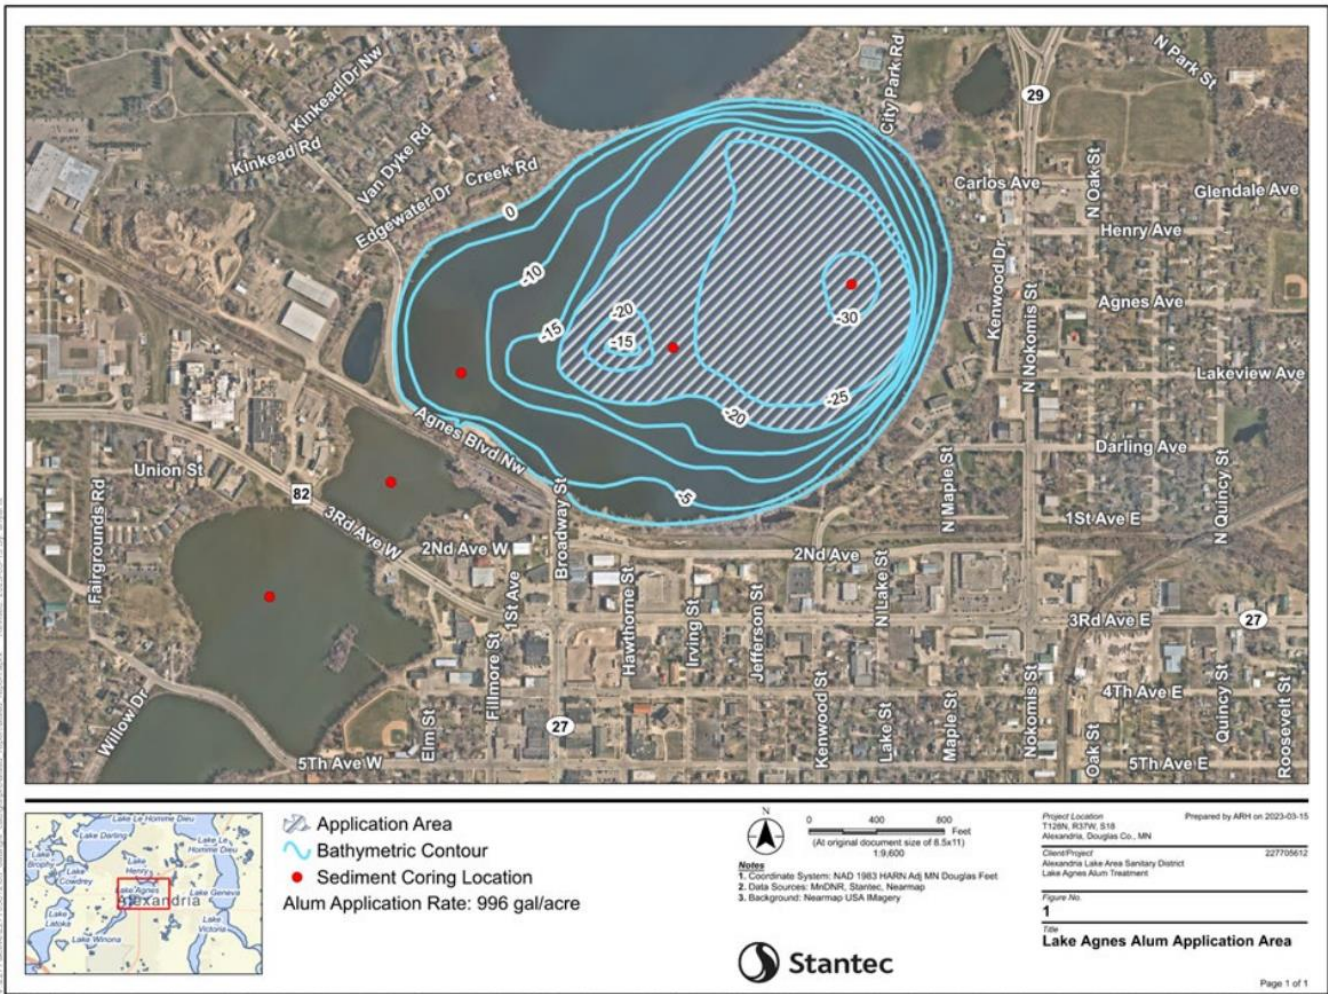 Kinkead Dr Nw
Kinkead Rd
Van Dyke Rd
Edgewater Dr
Creek Rd
City Park Rd
29
N Park St
Carlos Ave
N Oak St
Glendale Ave
Henry Ave
Kenwood Dr
N Nokomis St
Agnes Ave
Lakeview Ave
Darling Ave
N Maple St
N Quincy St
1St Ave E
0
-10
-15
-20
-15
-30
-25
-20
-5
Agnes Blvd Nw
Union St
82
Fairgrounds Rd
3Rd Ave W
2Nd Ave W
Broadway St
2Nd Ave
1St Ave
Hawthorne St
Irving St
Jefferson St
N Lake St
3Rd Ave E
27
Fillmore St
Willow Dr
5Th Ave W
Elm St
27
Kenwood St
Lake St
Maple St
Nokomis St
4Th Ave E
Oak St
5Th Ave E
Quincy St
Roosevelt St
Lake Le Homme Dieu
Lake Darling
Lake Le
Homme Dieu
Lake
Brophy
Lake
Cowdrey
Lake
Henry
Lake Agnes
Alexandria
Lake Geneva
Lake
Latoka
Lake
Victoria
Lake Winona
Application Area
Bathymetric Contour
Sediment Coring Location
Alum Application Rate: 996 gal/acre
N
0 400 800
Feet
(At original document size of 8.5x11)
1:9,600
Notes
1. Coordinate System: NAD 1983 HARN Adj MN Douglas Feet
2. Data Sources: MnDNR, Stantec, Nearmap
3. Background: Nearmap USA IMagery
Stantec
Project Location
Prepared by ARH on 2023-03-15
T128N, R37W, S18
Alexandria, Douglas Co., MN
Client/Project
227705612
Alexandria Lake Area Sanitary District
Lake Agnes Alum Treatment
Figure No.
1
Title
Lake Agnes Alum Application Area
Page 1 of 1